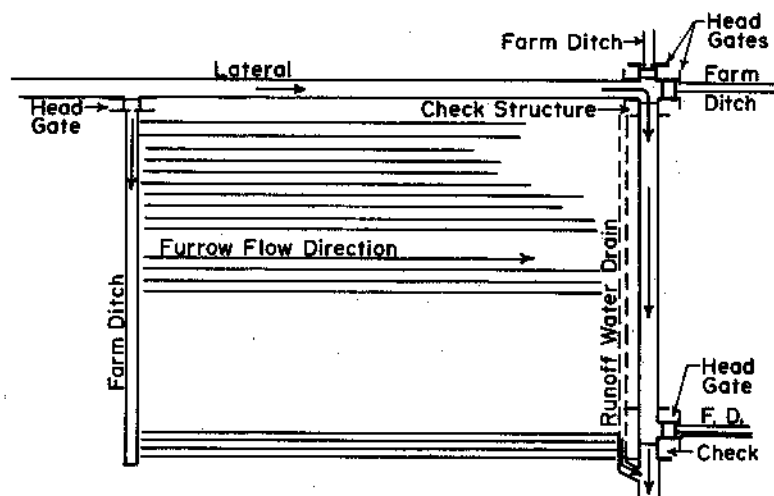 Head
Gates
Farm Ditch
Lateral
Farm
Ditch
Head
Gate
Check Structure
Furrow Flow Direction
Farm Ditch
Runoff Water Drain
Head
Gate
F. D.
Check